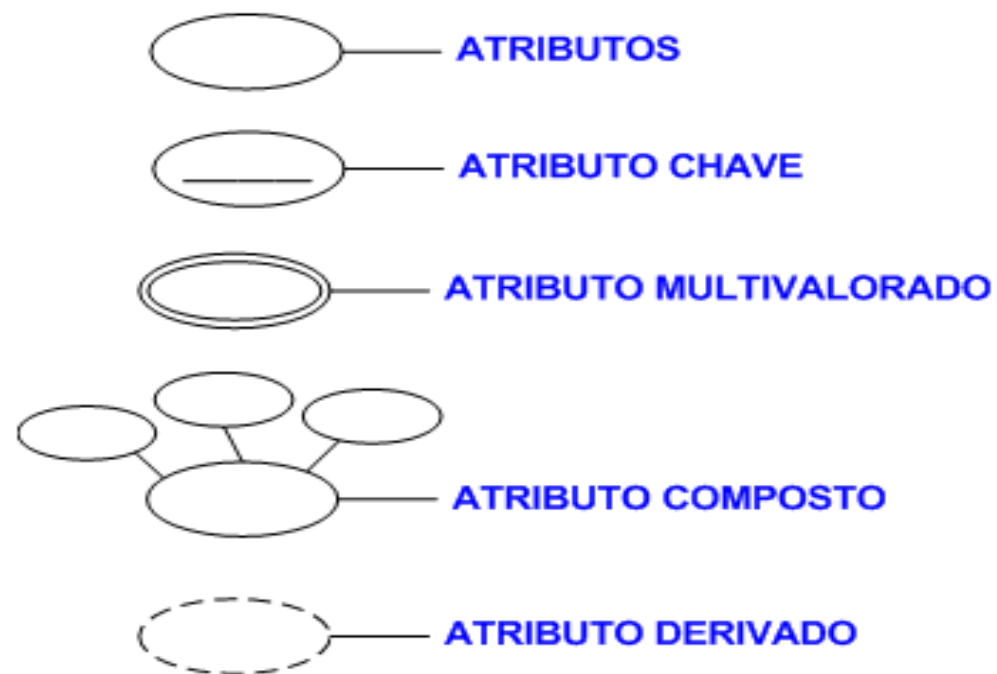 ATRIBUTOS
ATRIBUTO CHAVE
ATRIBUTO MULTIVALORADO
ATRIBUTO COMPOSTO
ATRIBUTO DERIVADO